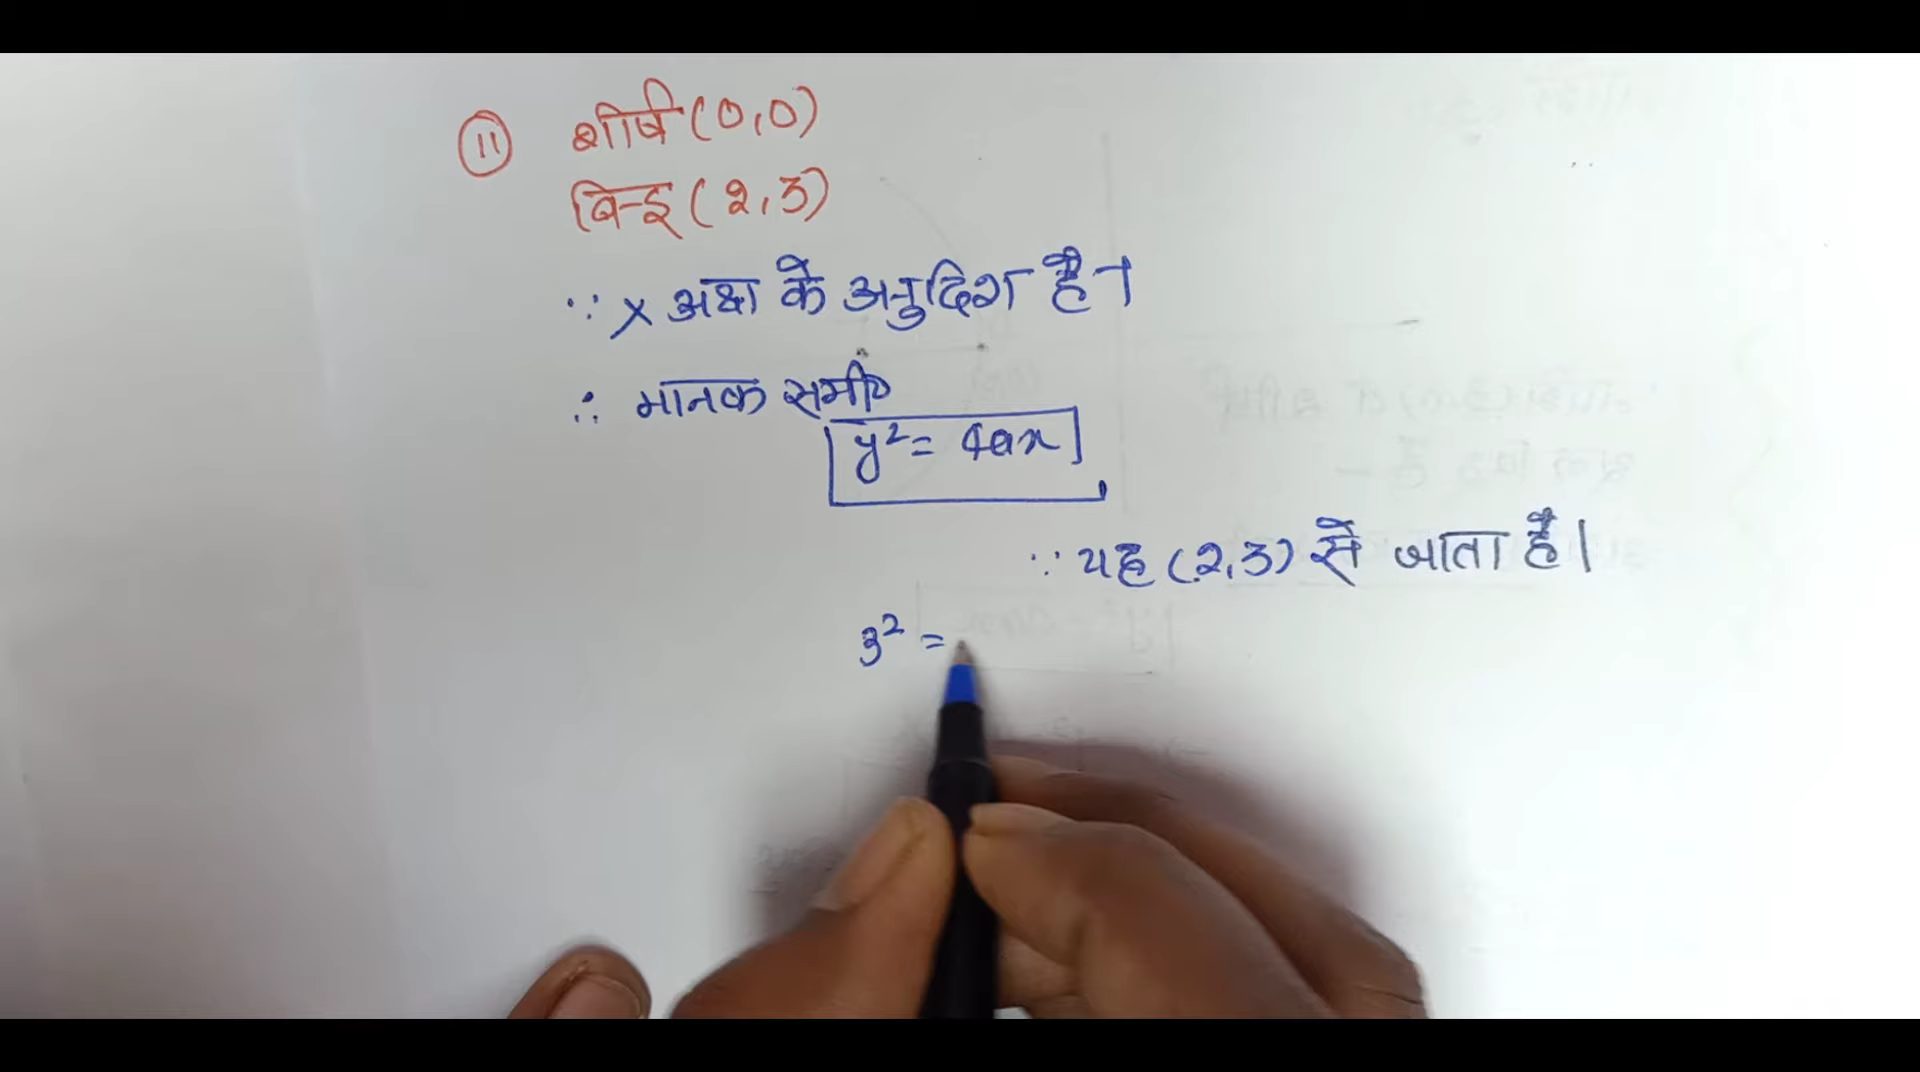 (11) शीर्ष (0,0)
बिन्दु (2,3)
∵ x अक्ष के अनुदिश है।
∴ मानक समी०
y² = 4ax
∵ यह (2,3) से जाता है।
3² =